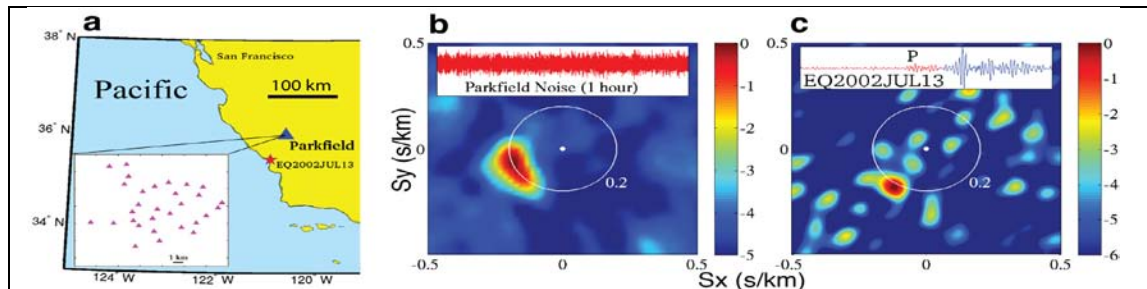 a
38°
36°
34°
124°
122°
120°
San Francisco
Pacific
100 km
Parkfield
EQ2002JUL13
1 km
b
0.5
0
-0.5
Sy (s/km)
Parkfield Noise (1 hour)
0.2
-0.5
0
0.5
0
-1
-2
-3
-4
-5
Sx (s/km)
c
0.5
0
-0.5
P
EQ2002JUL13
0.2
0
0.5
0
-1
-2
-3
-4
-5
-6